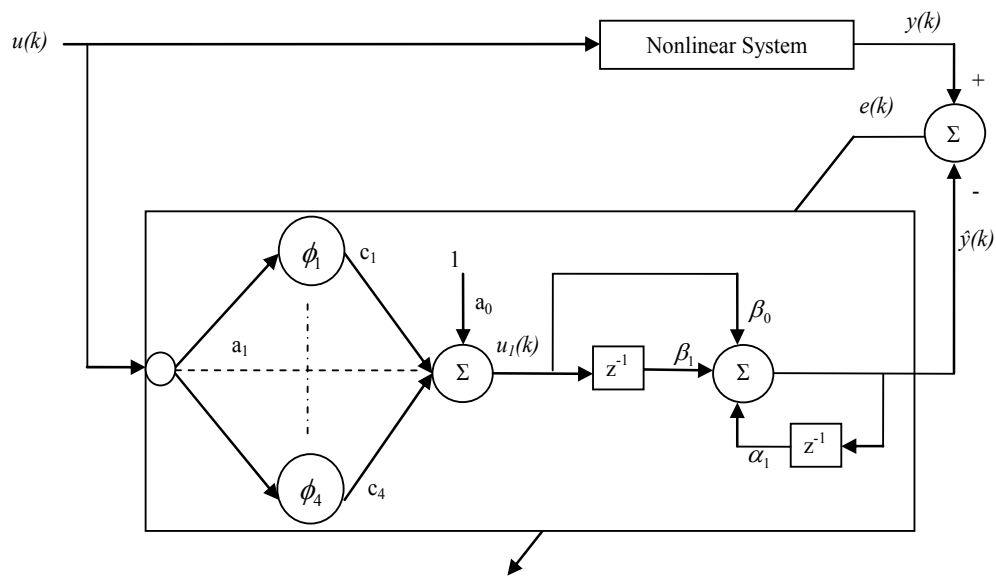 u(k)
Nonlinear System
y(k)
+
e(k)
Σ
-
ŷ(k)
ϕ₁
c₁
1
a₀
a₁
Σ
u₁(k)
z⁻¹
β₁
β₀
Σ
α₁
z⁻¹
ϕ₄
c₄